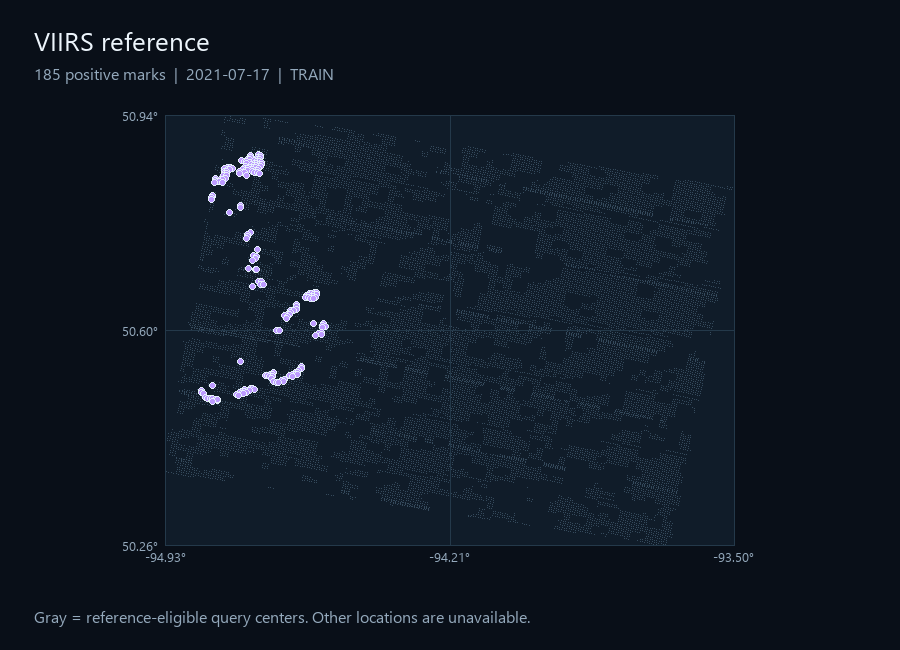 VIIRS reference
185 positive marks | 2021-07-17 | TRAIN
50.94°
50.60°
50.26°
-94.93°
-94.21°
-93.50°
Gray = reference-eligible query centers. Other locations are unavailable.